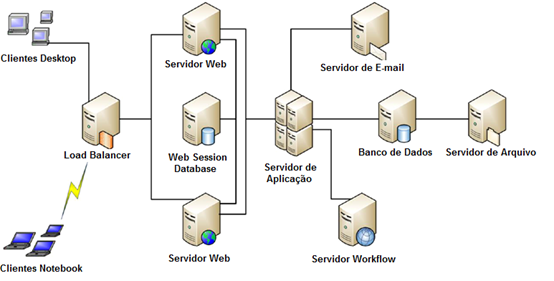 Clientes Desktop
Servidor Web
Servidor de E-mail
Load Balancer
Web Session
Database
Servidor de
Aplicação
Banco de Dados
Servidor de Arquivo
Clientes Notebook
Servidor Web
Servidor Workflow